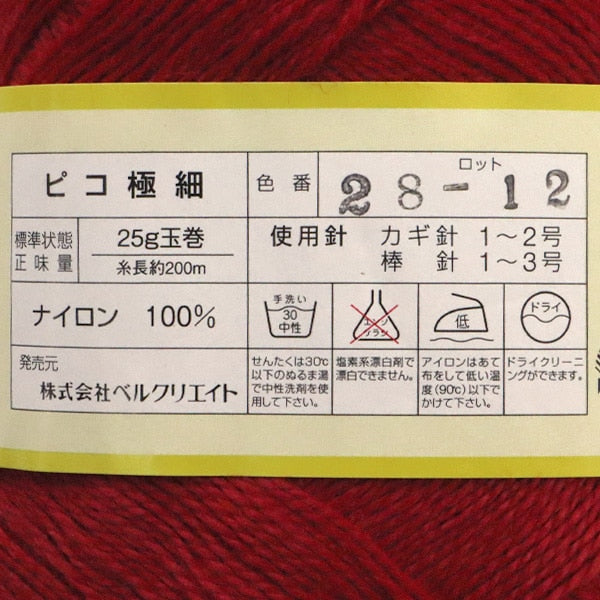 ピコ極細
色番
ロット
28-12
標準状態
正味量
25g玉巻
糸長約200m
使用針 カギ針 1〜2号
棒針 1〜3号
ナイロン 100%
手洗い
30
中性
エンソ
サラシ
低
ドライ
発売元
株式会社ベルクリエイト
せんたくは30℃
以下のぬるま湯
で中性洗剤を使
用して下さい。
塩素系漂白剤で
漂白できません。
アイロンはあて
布をして低い温
度(90℃)以下で
かけて下さい。
ドライクリーニ
ングができます。